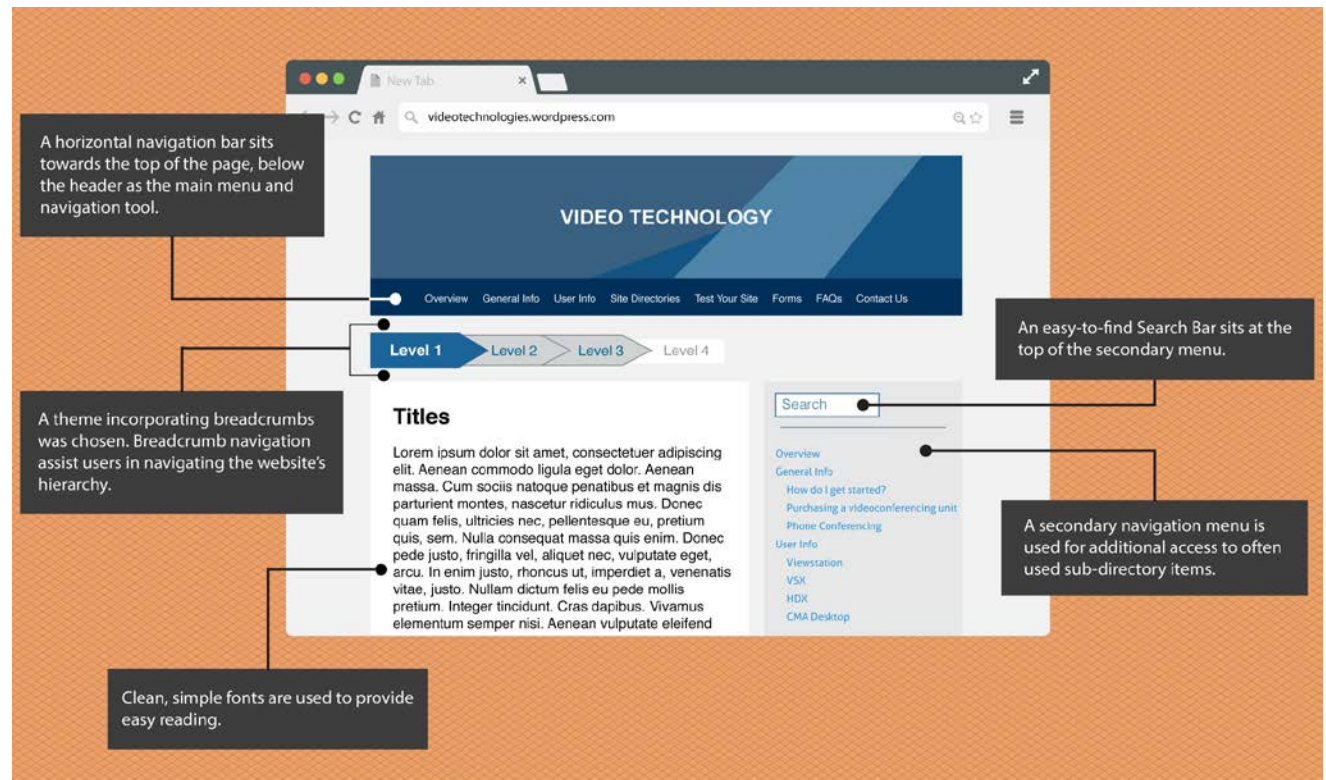 New Tab
videotechnologies.wordpress.com
A horizontal navigation bar sits
towards the top of the page, below
the header as the main menu and
navigation tool.
VIDEO TECHNOLOGY
Overview General Info User Info Site Directories Test Your Site Forms FAQs Contact Us
An easy-to-find Search Bar sits at the
top of the secondary menu.
Level 1 Level 2 Level 3 Level 4
A theme incorporating breadcrumbs
was chosen. Breadcrumb navigation
assist users in navigating the website's
hierarchy.
Titles
Lorem ipsum dolor sit amet, consectetuer adipiscing
elit. Aenean commodo ligula eget dolor. Aenean
massa. Cum sociis natoque penatibus et magnis dis
parturient montes, nascetur ridiculus mus. Donec
quam felis, ultricies nec, pellentesque eu, pretium
quis, sem. Nulla consequat massa quis enim. Donec
pede justo, fringilla vel, aliquet nec, vulputate eget,
arcu. In enim justo, rhoncus ut, imperdiet a, venenatis
vitae, justo. Nullam dictum felis eu pede mollis
pretium. Integer tincidunt. Cras dapibus. Vivamus
elementum semper nisi. Aenean vulputate eleifend
Search
Overview
General Info
How do I get started?
Purchasing a videoconferencing unit
Phone Conferencing
User Info
Viewstation
VSX
HDX
CMA Desktop
A secondary navigation menu is
used for additional access to often
used sub-directory items.
Clean, simple fonts are used to provide
easy reading.